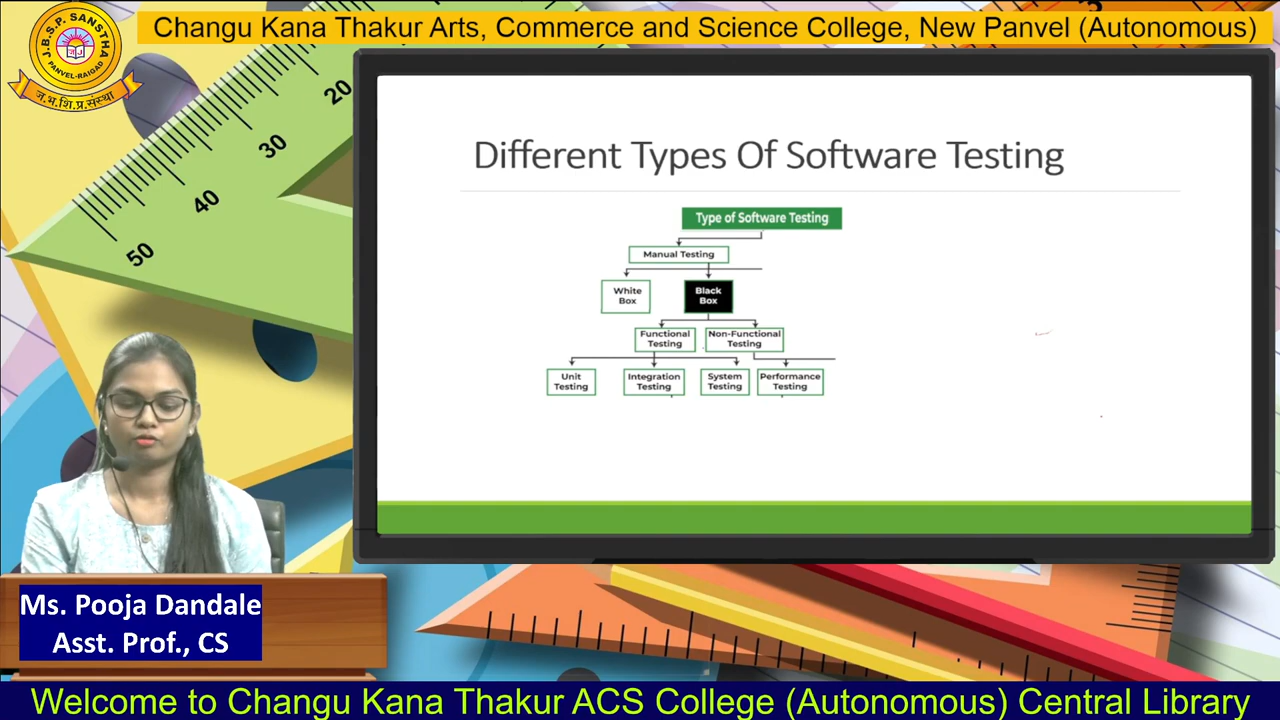 Changu Kana Thakur Arts, Commerce and Science College, New Panvel (Autonomous)
J.B.S.P. SANSTHA
PANVEL-RAIGAD
ज.भ.शि.प्र.संस्था
20
30
40
50
Different Types Of Software Testing
Type of Software Testing
Manual Testing
White
Box
Black
Box
Functional
Testing
Non-Functional
Testing
Unit
Testing
Integration
Testing
System
Testing
Performance
Testing
Ms. Pooja Dandale
Asst. Prof., CS
Welcome to Changu Kana Thakur ACS College (Autonomous) Central Library